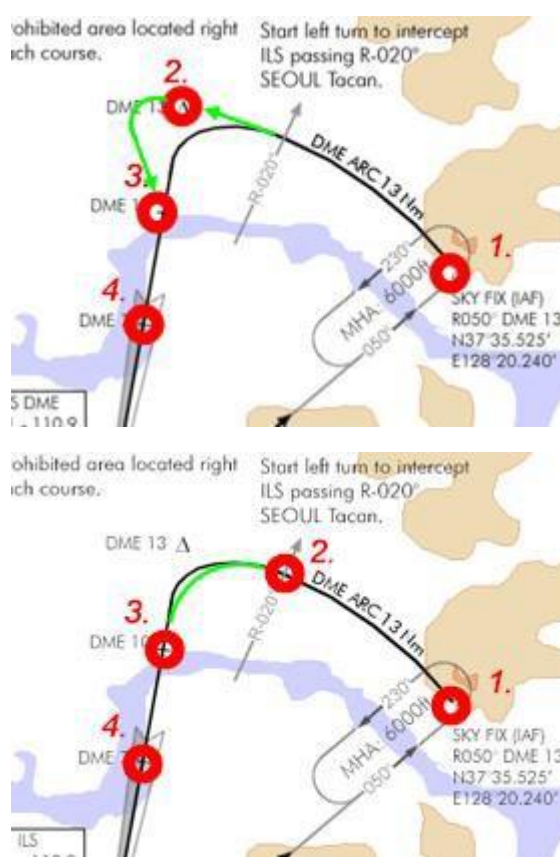 ohibited area located right
ch course.
Start left turn to intercept
ILS passing R-020°
SEOUL Tacan.
2.
DME 13
DME ARC 13 Nm
R-020°
3.
DME 1
1.
230°
MHA: 6000ft
050°
SKY FIX (IAF)
R050° DME 13
N37 35.525'
E128 20.240'
4.
DME
S DME
- 110.9
ohibited area located right
ch course.
Start left turn to intercept
ILS passing R-020°
SEOUL Tacan.
DME 13
2.
DME ARC 13 Nm
R-020°
3.
DME 10
1.
230°
MHA: 6000ft
050°
SKY FIX (IAF)
R050° DME 13
N37 35.525'
E128 20.240'
4.
DME 7
ILS